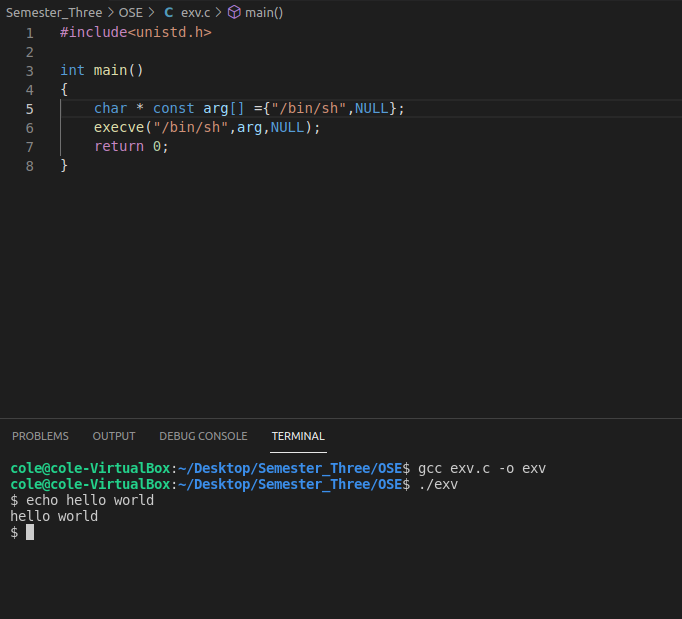 Semester_Three > OSE > C exv.c > main()
1 #include<unistd.h>
2
3 int main()
4 {
5 char * const arg[] ={"/bin/sh",NULL};
6 execve("/bin/sh",arg,NULL);
7 return 0;
8 }
PROBLEMS OUTPUT DEBUG CONSOLE TERMINAL
cole@cole-VirtualBox:~/Desktop/Semester_Three/OSE$ gcc exv.c -o exv
cole@cole-VirtualBox:~/Desktop/Semester_Three/OSE$ ./exv
$ echo hello world
hello world
$